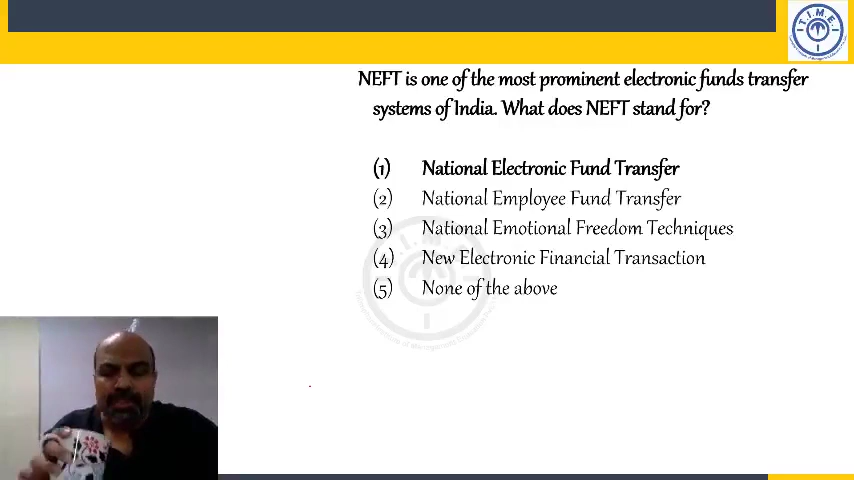 T.I.M.E.
NEFT is one of the most prominent electronic funds transfer
systems of India. What does NEFT stand for?
(1) National Electronic Fund Transfer
(2) National Employee Fund Transfer
(3) National Emotional Freedom Techniques
(4) New Electronic Financial Transaction
(5) None of the above